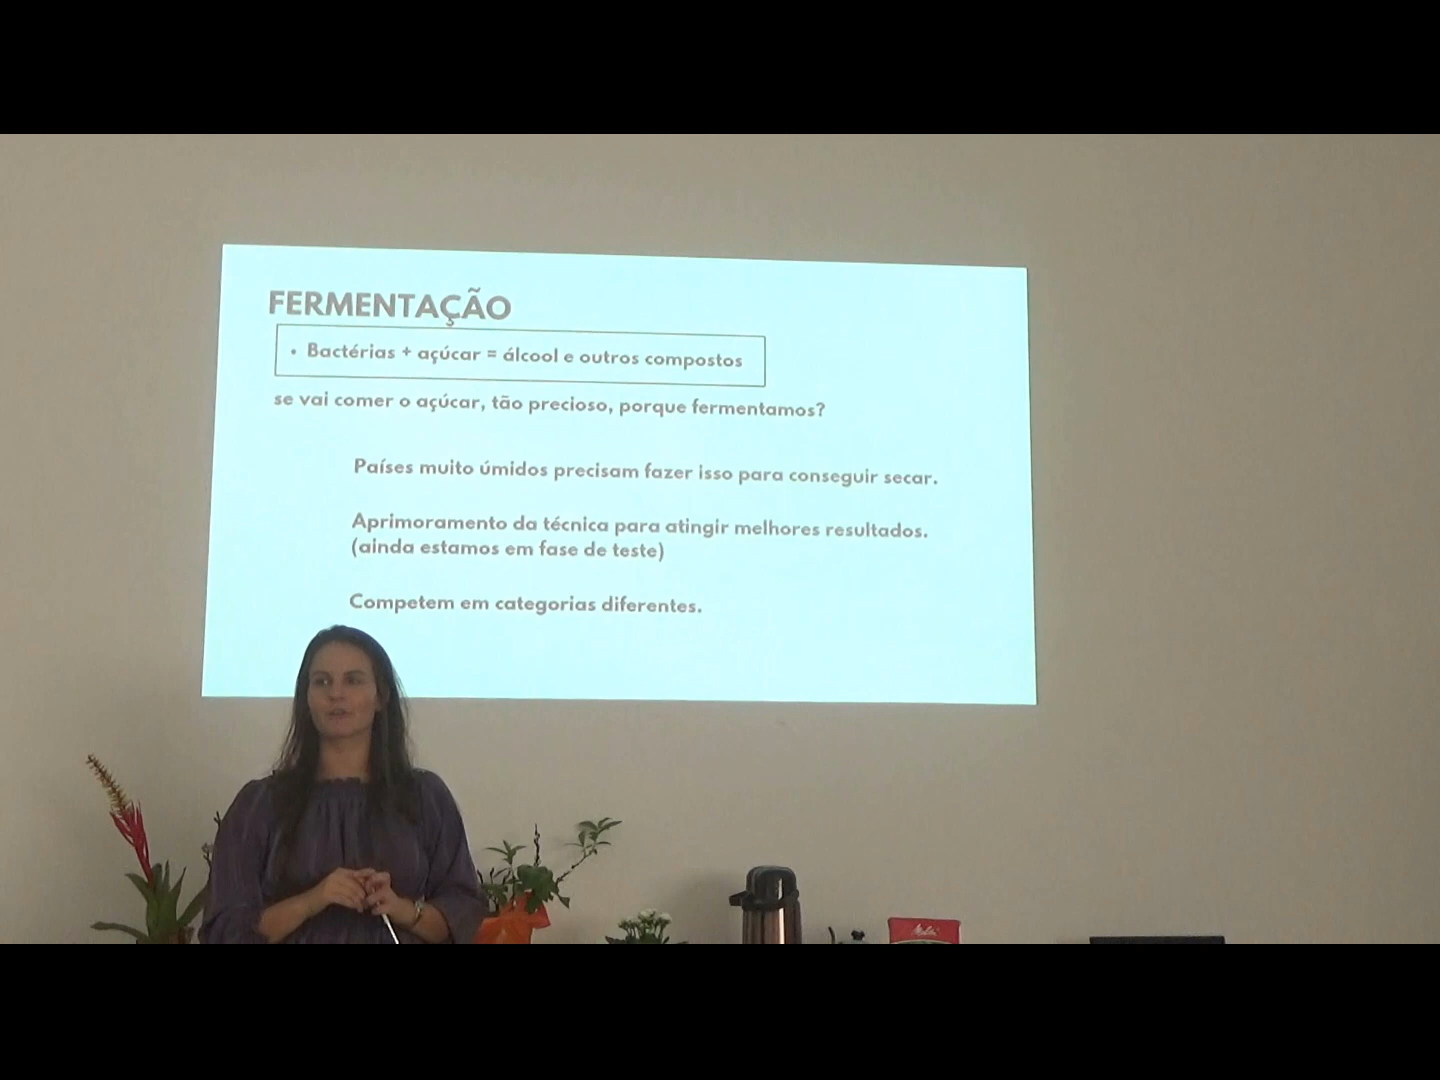 FERMENTAÇÃO
• Bactérias + açúcar = álcool e outros compostos
se vai comer o açúcar, tão precioso, porque fermentamos?
Países muito úmidos precisam fazer isso para conseguir secar.
Aprimoramento da técnica para atingir melhores resultados.
(ainda estamos em fase de teste)
Competem em categorias diferentes.
Melitta